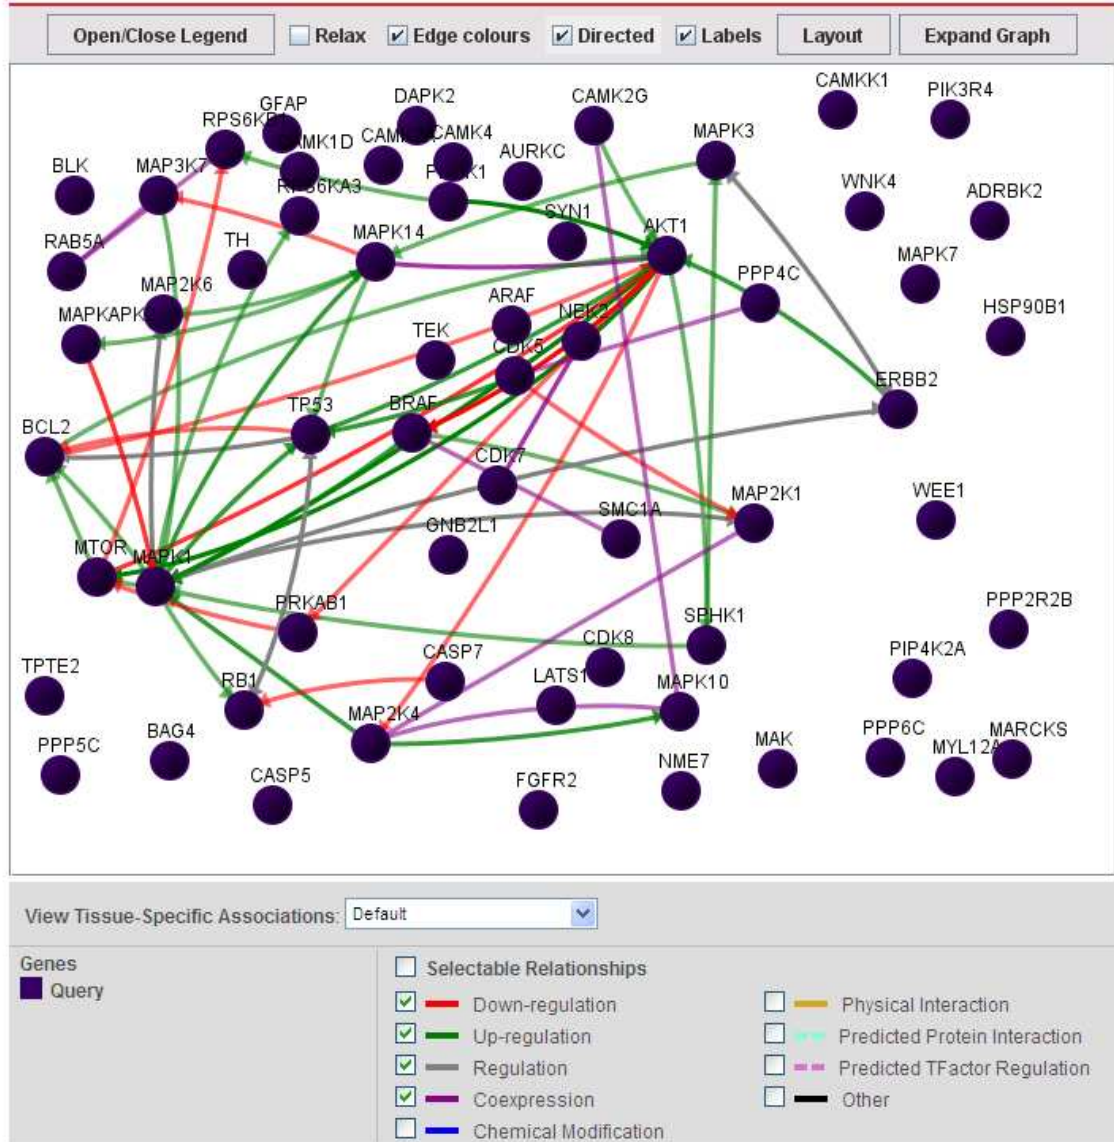 Open/Close Legend Relax Edge colours Directed Labels Layout Expand Graph
CAMKK1
PIK3R4
GFAP
DAPK2
CAMK2G
RPS6KB1
MAPK3
CAMK4
AURKC
BLK
MAP3K7
WNK4
ADRBK2
RPS6KA3
SYN1
AKT1
RAB5A
TH
MAPK14
MAPK7
PPP4C
MAP2K6
ARAF
NEK2
HSP90B1
MAPKAPK
TEK
CDK5
ERBB2
BCL2
TP53
BRAF
CDK7
MAP2K1
WEE1
SMC1A
GNB2L1
MTOR
MAPK1
PRKAB1
SPHK1
PPP2R2B
CDK8
CASP7
PIP4K2A
TPTE2
RB1
LATS1
MAPK10
MAP2K4
PPP5C
BAG4
MAK
PPP6C
MARCKS
MYL12A
CASP5
FGFR2
NME7
View Tissue-Specific Associations: Default
Genes
Query
Selectable Relationships
Down-regulation
Up-regulation
Regulation
Coexpression
Chemical Modification
Physical Interaction
Predicted Protein Interaction
Predicted TFactor Regulation
Other